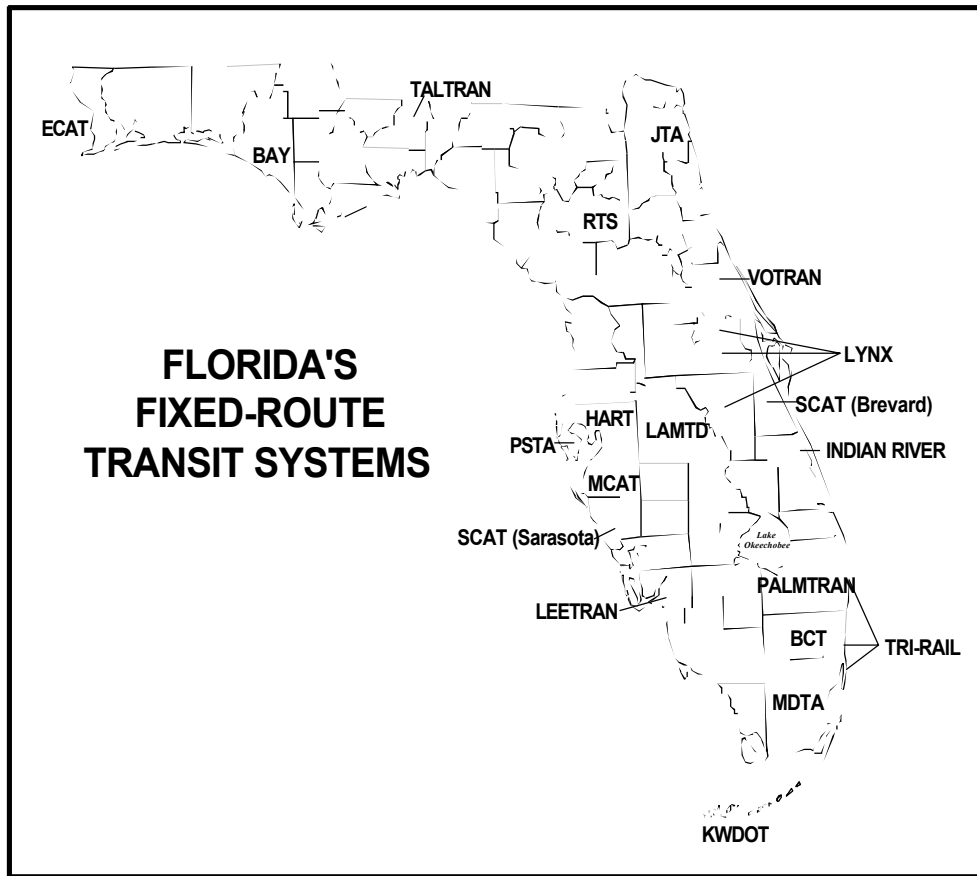 TALTRAN
ECAT
JTA
BAY
RTS
VOTRAN
FLORIDA'S
FIXED-ROUTE
TRANSIT SYSTEMS
LYNX
SCAT (Brevard)
HART
LAMTD
PSTA
INDIAN RIVER
MCAT
SCAT (Sarasota)
Lake
Okeechobee
PALMTRAN
LEETRAN
BCT
TRI-RAIL
MDTA
KWDOT